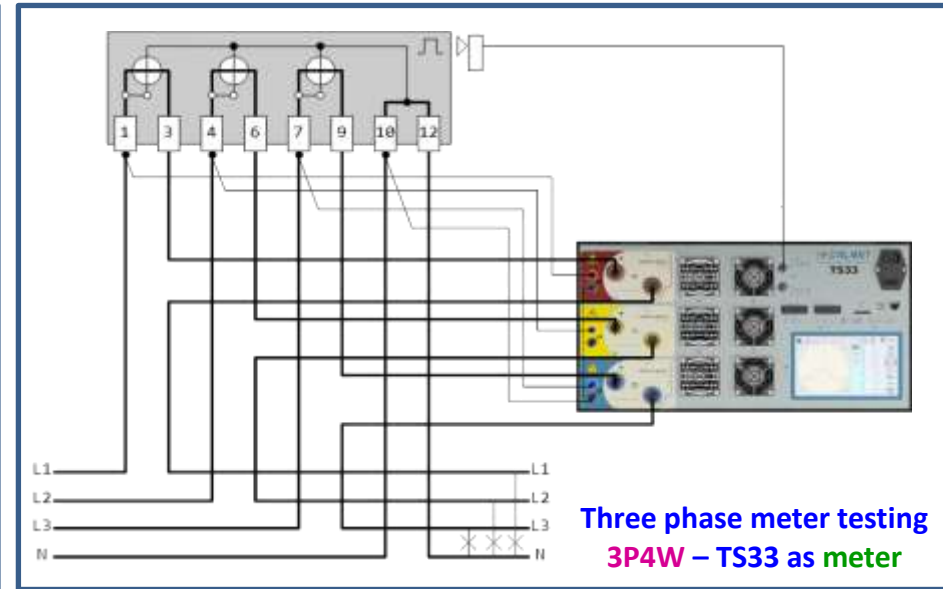 1 3 4 6 7 9 10 12
TS33
L1 L1
L2 L2
L3 L3
N N
Three phase meter testing
3P4W – TS33 as meter